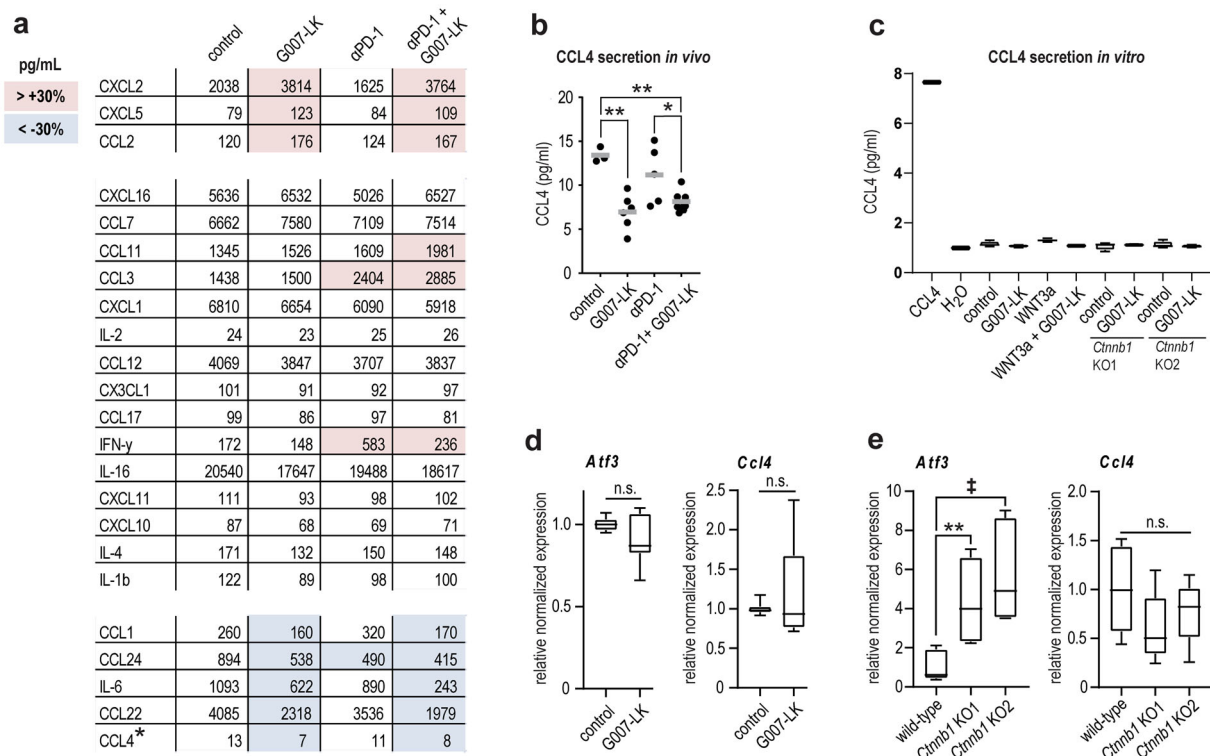 a
control G007-LK αPD-1 αPD-1 + G007-LK
pg/mL
> +30%
< -30%
CXCL2 2038 3814 1625 3764
CXCL5 79 123 84 109
CCL2 120 176 124 167
CXCL16 5636 6532 5026 6527
CCL7 6662 7580 7109 7514
CCL11 1345 1526 1609 1981
CCL3 1438 1500 2404 2885
CXCL1 6810 6654 6090 5918
IL-2 24 23 25 26
CCL12 4069 3847 3707 3837
CX3CL1 101 91 92 97
CCL17 99 86 97 81
IFN-y 172 148 583 236
IL-16 20540 17647 19488 18617
CXCL11 111 93 98 102
CXCL10 87 68 69 71
IL-4 171 132 150 148
IL-1b 122 89 98 100
CCL1 260 160 320 170
CCL24 894 538 490 415
IL-6 1093 622 890 243
CCL22 4085 2318 3536 1979
CCL4* 13 7 11 8
b
CCL4 secretion in vivo
CCL4 (pg/ml)
20
15
10
5
0
**
**
*
control G007-LK αPD-1 αPD-1+ G007-LK
c
CCL4 secretion in vitro
CCL4 (pg/ml)
8
6
4
2
0
CCL4 H₂O control G007-LK WNT3a WNT3a + G007-LK control G007-LK control G007-LK
Ctnnb1 KO1
Ctnnb1 KO2
d
Atf3
relative normalized expression
1.0
0.5
0
n.s.
control G007-LK
Ccl4
relative normalized expression
2.5
2.0
1.5
1.0
0.5
0
n.s.
control G007-LK
e
Atf3
relative normalized expression
10
8
6
4
2
0
‡
**
wild-type Ctnnb1 KO1 Ctnnb1 KO2
Ccl4
relative normalized expression
2.0
1.5
1.0
0.5
0
n.s.
wild-type Ctnnb1 KO1 Ctnnb1 KO2